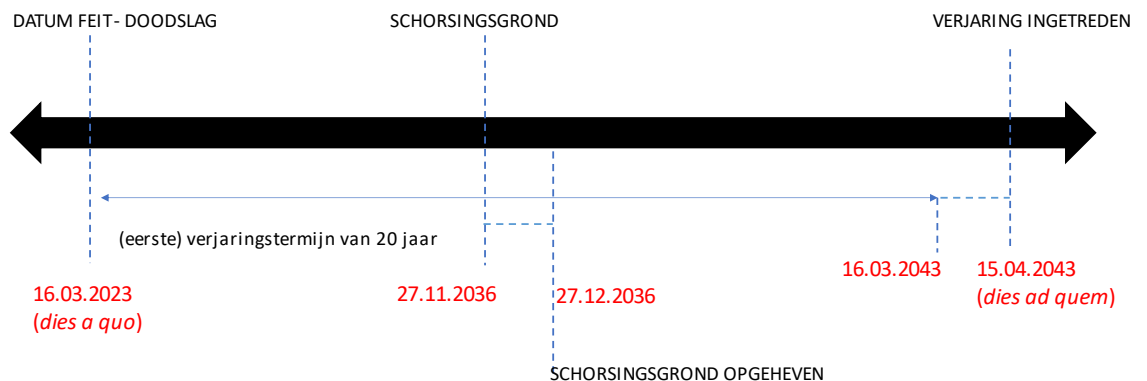 DATUM FEIT- DOODSLAG
SCHORSINGSGROND
VERJARING INGETREDEN
(eerste) verjaringstermijn van 20 jaar
16.03.2023
(dies a quo)
27.11.2036
27.12.2036
16.03.2043
15.04.2043
(dies ad quem)
SCHORSINGSGROND OPGEHEVEN